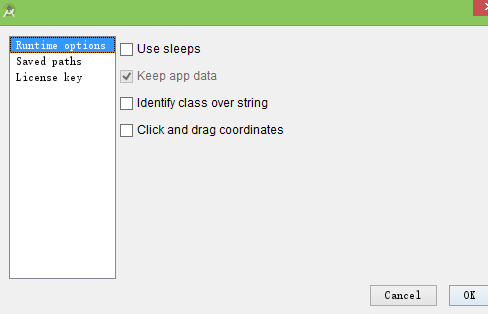 Runtime options
Saved paths
License key
Use sleeps
Keep app data
Identify class over string
Click and drag coordinates
Cancel
OK